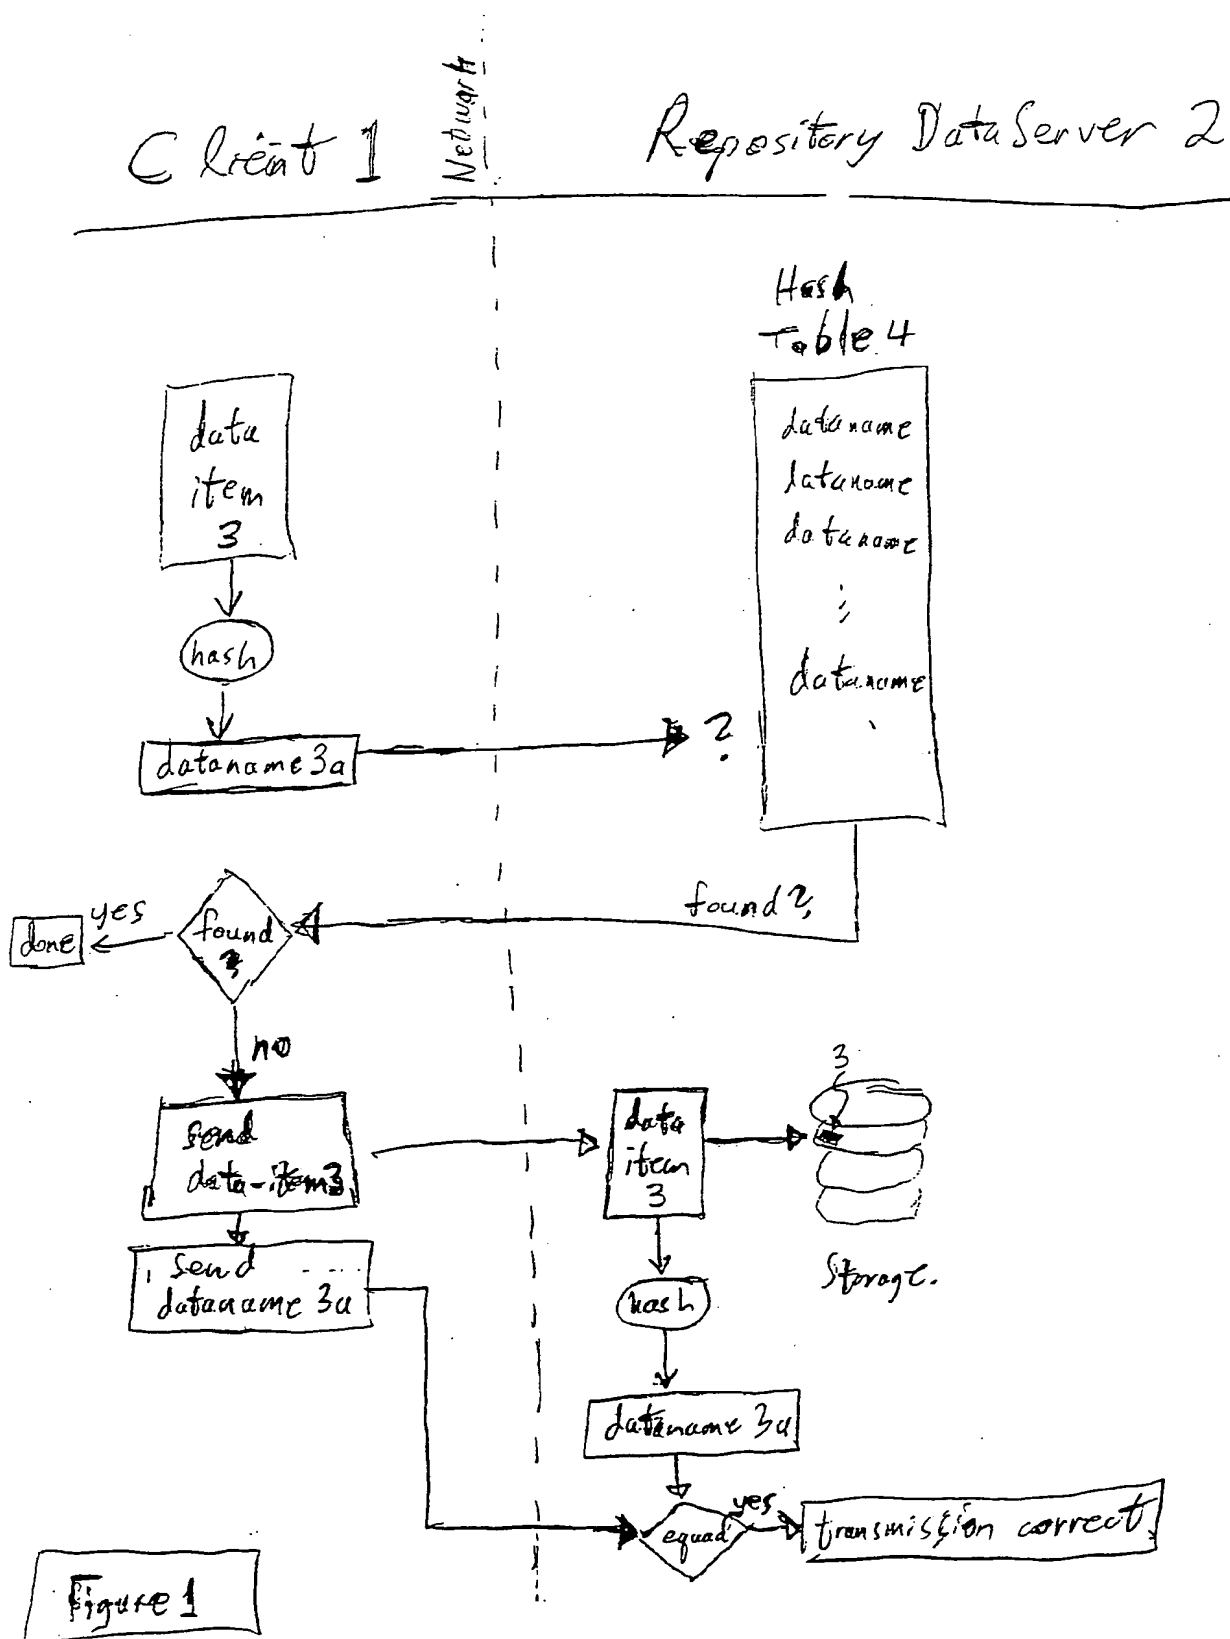 Network
Client 1
Repository DataServer 2
Hash
Table 4
data
item
3
dataname
dataname
dataname
dataname
hash
dataname 3a
?
found?
yes
done
found
?
no
send
data-item3
data
item
3
3
Storage.
send
dataname 3a
hash
dataname 3a
equal
yes
transmission correct
Figure 1